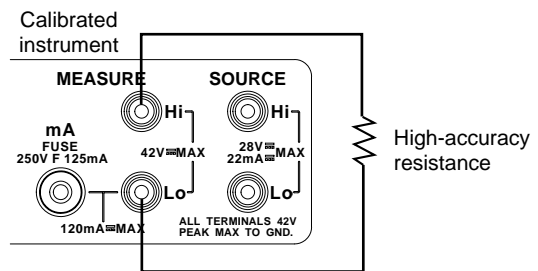 Calibrated
instrument
MEASURE
SOURCE
Hi
Hi
mA
FUSE
250V F 125mA
42V⎓MAX
28V⎓
22mA⎓
MAX
High-accuracy
resistance
Lo
Lo
120mA⎓MAX
ALL TERMINALS 42V
PEAK MAX TO GND.